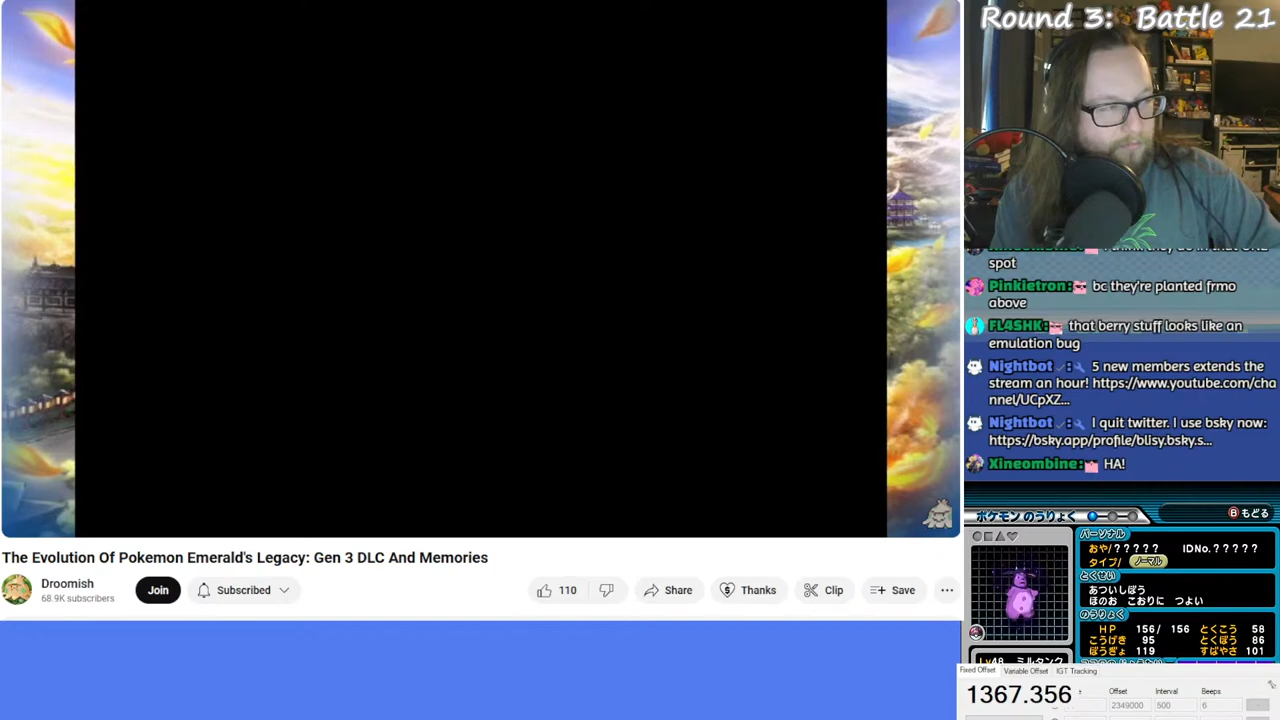 Round 3: Battle 21
spot
Pinkietron: bc they're planted frmo
above
FL4SHK: that berry stuff looks like an
emulation bug
Nightbot: 5 new members extends the
stream an hour! https://www.youtube.com/cha
nnel/UCpXZ...
Nightbot: I quit twitter. I use bsky now:
https://bsky.app/profile/blisy.bsky.s...
Xineombine: HA!
The Evolution Of Pokemon Emerald's Legacy: Gen 3 DLC And Memories
Droomish
68.9K subscribers
Join
Subscribed
110
Share
Thanks
Clip
Save
ポケモン のうりょく
Bもどる
パーソナル
おや/？？？？？ IDNo.？？？？？
タイプ/ ノーマル
とくせい
あついしぼう
ほのお こおりに つよい
のうりょく
HP 156/ 156 とくこう 58
こうげき 95 とくぼう 86
ぼうぎょ 119 すばやさ 101
Lv48 ミルタンク
Fixed Offset Variable Offset IGT Tracking
1367.356
Offset Interval Beeps
2349000 500 6